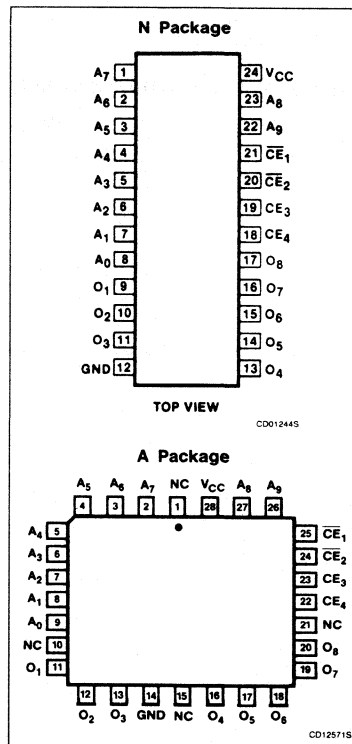 N Package
A7 1 24 VCC
A6 2 23 A8
A5 3 22 A9
A4 4 21 C̅E̅1
A3 5 20 C̅E̅2
A2 6 19 CE3
A1 7 18 CE4
A0 8 17 O8
O1 9 16 O7
O2 10 15 O6
O3 11 14 O5
GND 12 13 O4
TOP VIEW
CD01244S
A Package
A5 A6 A7 NC VCC A8 A9
4 3 2 1 28 27 26
A4 5 25 C̅E̅1
A3 6 24 C̅E̅2
A2 7 23 CE3
A1 8 22 CE4
A0 9 21 NC
NC 10 20 O8
O1 11 19 O7
12 13 14 15 16 17 18
O2 O3 GND NC O4 O5 O6
CD12571S